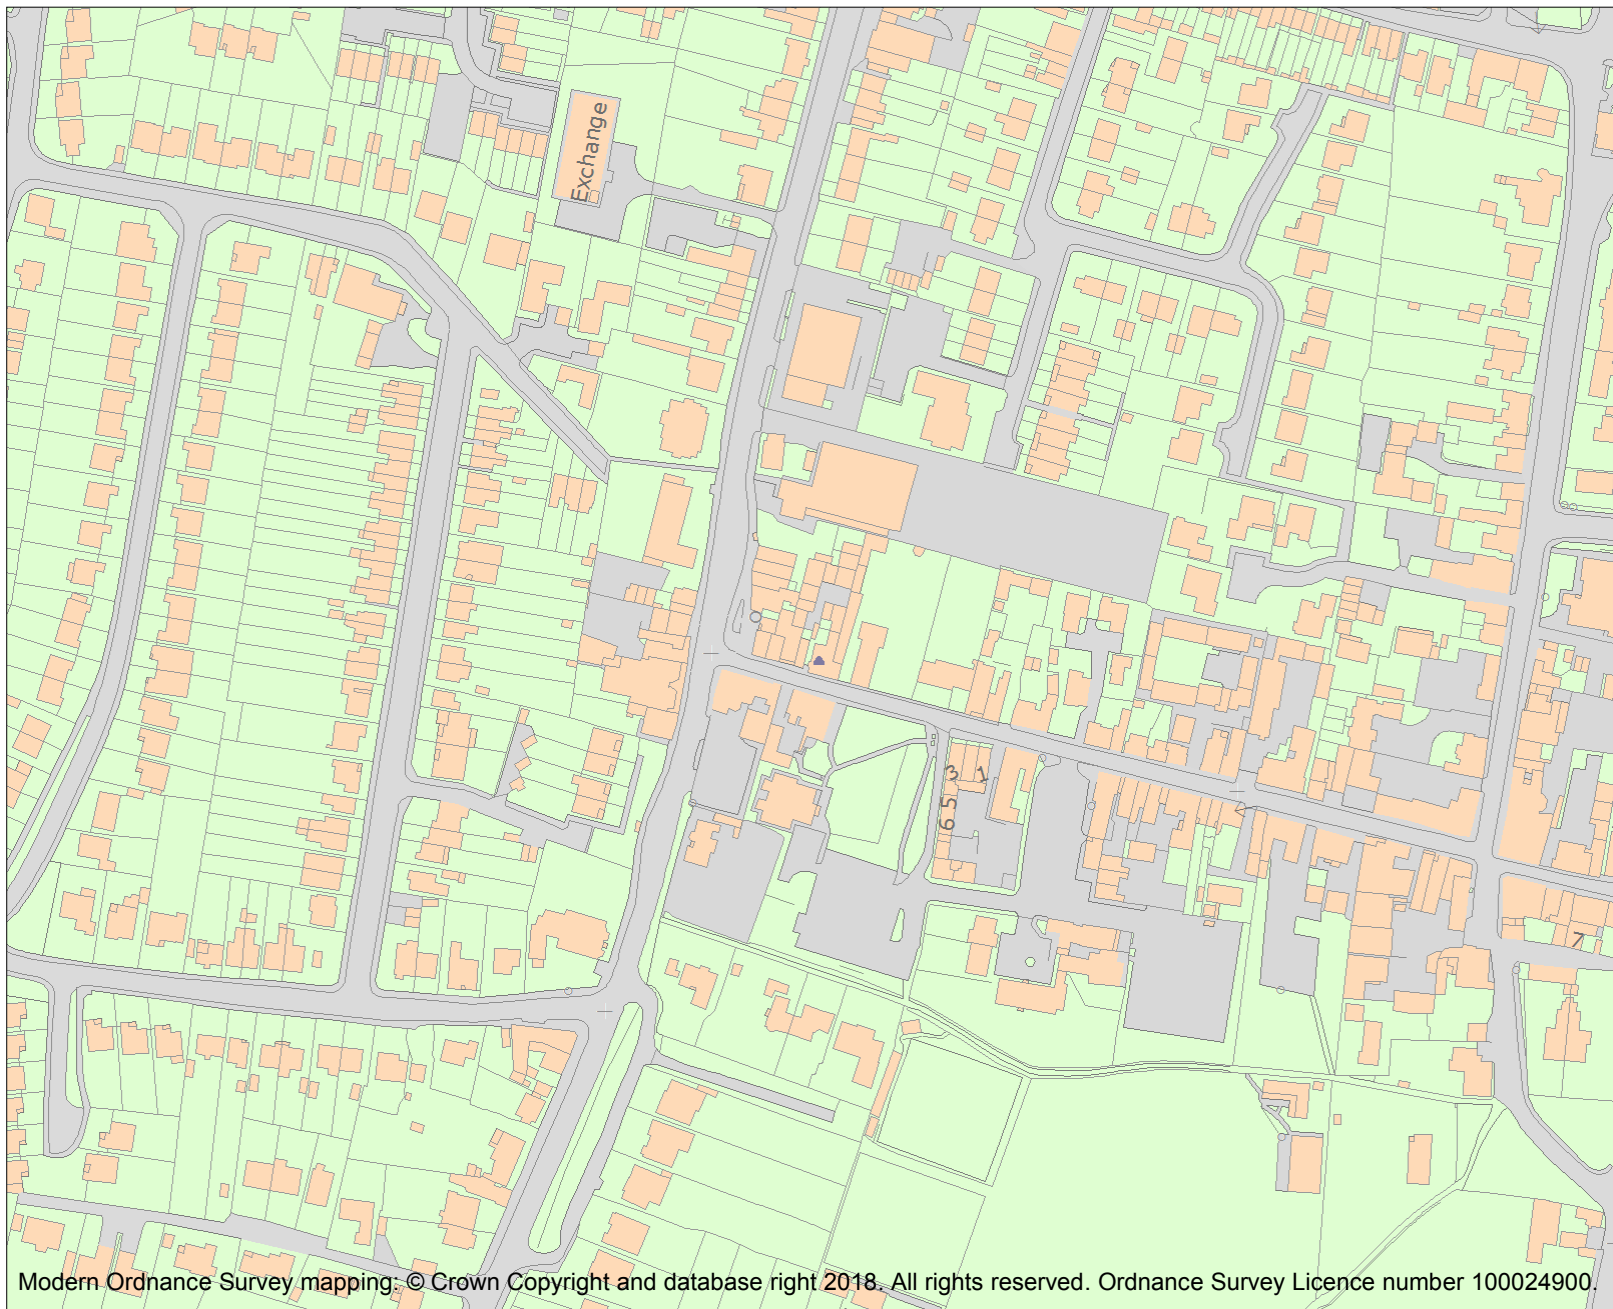 Exchange
3 1
6 5
7
Modern Ordnance Survey mapping: © Crown Copyright and database right 2018. All rights reserved. Ordnance Survey Licence number 100024900.